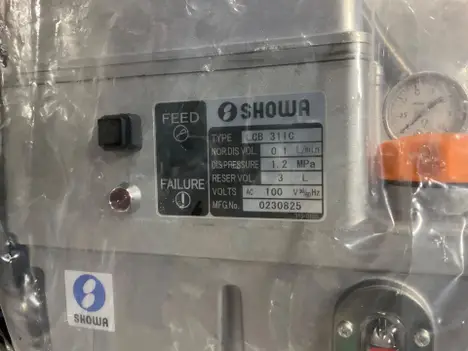 FEED
FAILURE
SHOWA
TYPE LCB 311C
NOR.DIS.VOL. 0.1 L/min
DIS.PRESSURE 1.2 MPa
RESER.VOL. 3 L
VOLTS AC 100 V
MFG.No. 0230825
SHOWA